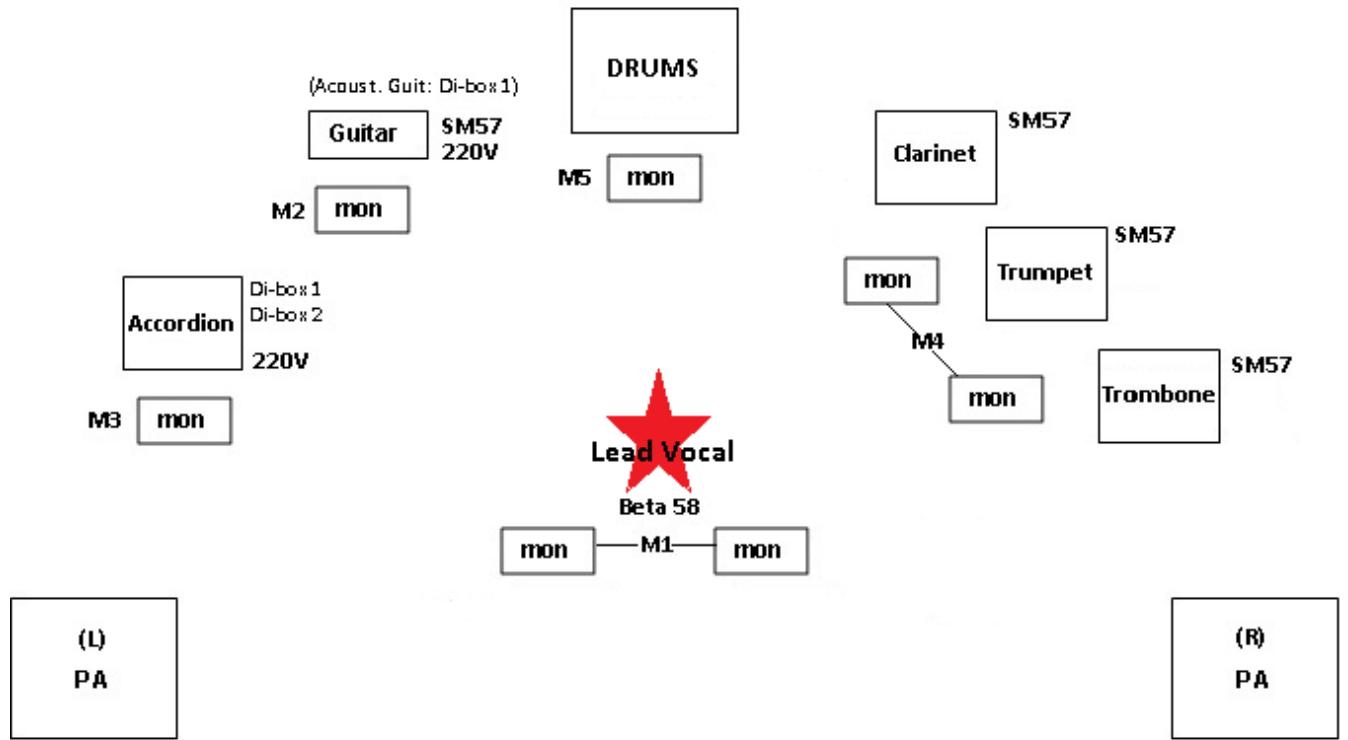 DRUMS
(Acoust. Guit: Di-box 1)
Guitar
SM57
220V
SM57
Clarinet
M5
mon
M2
mon
SM57
Trumpet
mon
Di-box 1
Di-box 2
Accordion
220V
M4
SM57
Trombone
mon
M3
mon
Lead Vocal
Beta 58
mon
M1
mon
(L)
PA
(R)
PA